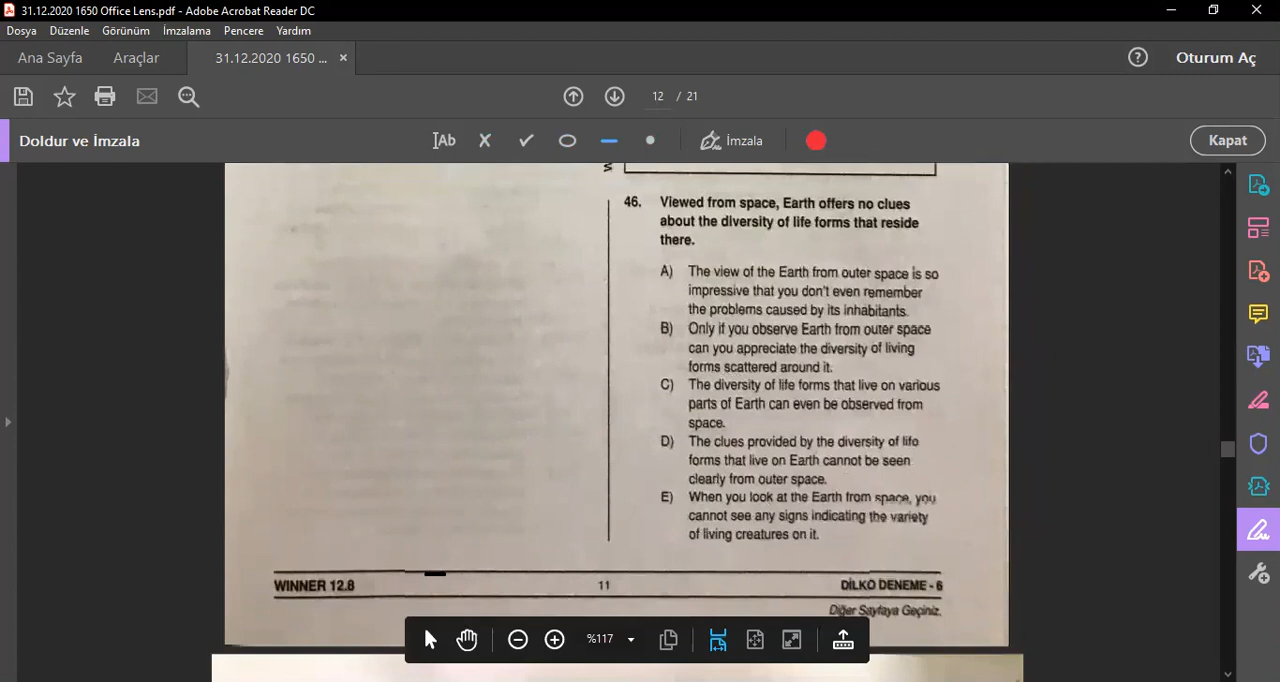 31.12.2020 1650 Office Lens.pdf - Adobe Acrobat Reader DC
Dosya Düzenle Görünüm İmzalama Pencere Yardım
Ana Sayfa Araçlar 31.12.2020 1650 ... × ? Oturum Aç
12 / 21
Doldur ve İmzala Ab İmzala Kapat
46. Viewed from space, Earth offers no clues
about the diversity of life forms that reside
there.
A) The view of the Earth from outer space is so
impressive that you don't even remember
the problems caused by its inhabitants.
B) Only if you observe Earth from outer space
can you appreciate the diversity of living
forms scattered around it.
C) The diversity of life forms that live on various
parts of Earth can even be observed from
space.
D) The clues provided by the diversity of life
forms that live on Earth cannot be seen
clearly from outer space.
E) When you look at the Earth from space, you
cannot see any signs indicating the variety
of living creatures on it.
WINNER 12.8 11 DİLKO DENEME - 6
Diğer Sayfaya Geçiniz.
%117